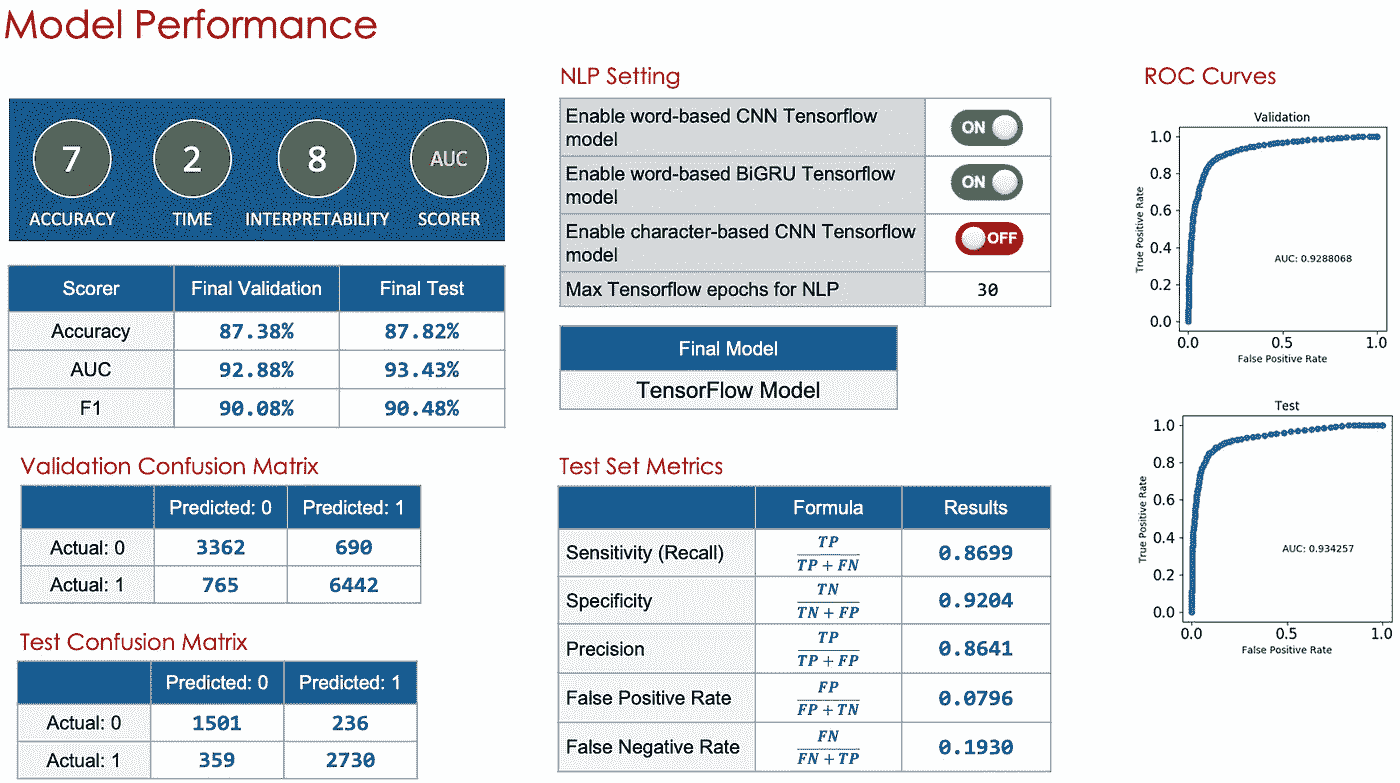 Model Performance
7
2
8
AUC
ACCURACY
TIME
INTERPRETABILITY
SCORER
Scorer Final Validation Final Test
Accuracy 87.38% 87.82%
AUC 92.88% 93.43%
F1 90.08% 90.48%
Validation Confusion Matrix
Predicted: 0 Predicted: 1
Actual: 0 3362 690
Actual: 1 765 6442
Test Confusion Matrix
Predicted: 0 Predicted: 1
Actual: 0 1501 236
Actual: 1 359 2730
NLP Setting
Enable word-based CNN Tensorflow
model
ON
Enable word-based BiGRU Tensorflow
model
ON
Enable character-based CNN Tensorflow
model
OFF
Max Tensorflow epochs for NLP 30
Final Model
TensorFlow Model
Test Set Metrics
Formula Results
Sensitivity (Recall) TP / TP + FN 0.8699
Specificity TN / TN + FP 0.9204
Precision TP / TP + FP 0.8641
False Positive Rate FP / FP + TN 0.0796
False Negative Rate FN / FN + TP 0.1930
ROC Curves
Validation
1.0
0.8
0.6
0.4
0.2
0.0
True Positive Rate
AUC: 0.9288068
0.0 0.5 1.0
False Positive Rate
Test
1.0
0.8
0.6
0.4
0.2
0.0
True Positive Rate
AUC: 0.934257
0.0 0.5 1.0
False Positive Rate